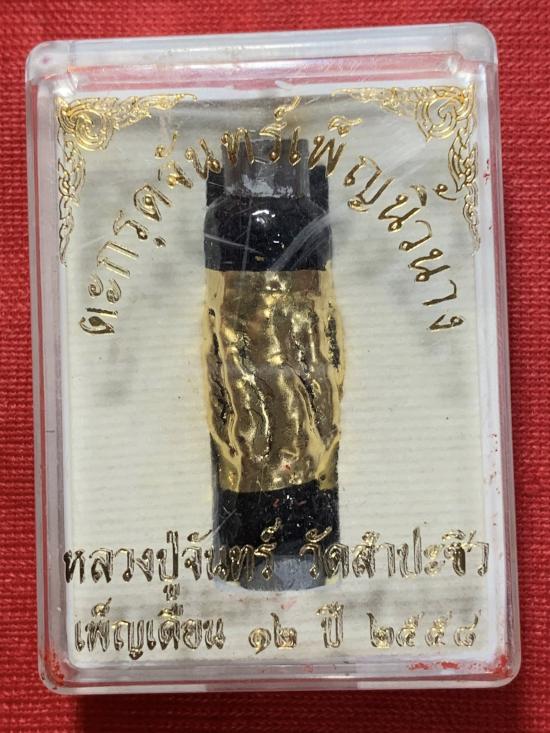 ตะกรุดจันทร์เพ็ญนิ้วนาง
หลวงปู่จันทร์ วัดสำปะซิว
เพ็ญเดือน ๑๒ ปี ๒๕๕๘